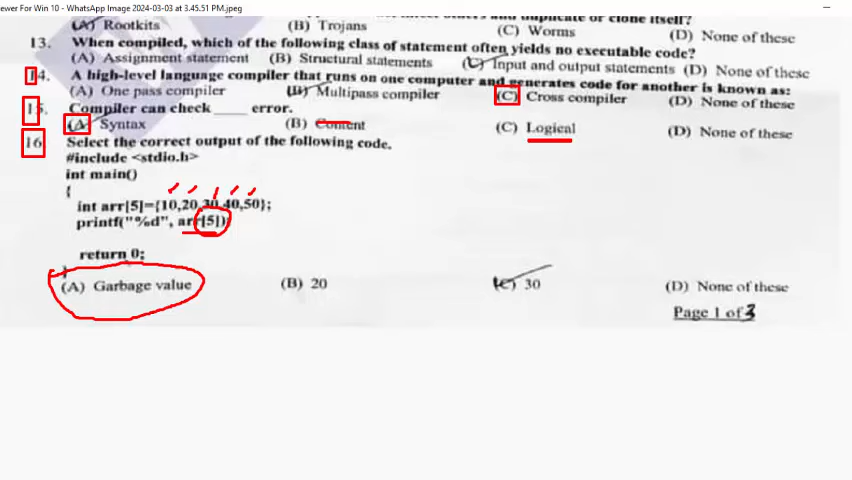 ewer For Win 10 - WhatsApp Image 2024-03-03 at 3.45.51 PM.jpeg
(A) Rootkits (B) Trojans (C) Worms (D) None of these
and duplicate or clone itself?
13. When compiled, which of the following class of statement often yields no executable code?
(A) Assignment statement (B) Structural statements (C) Input and output statements (D) None of these
14. A high-level language compiler that runs on one computer and generates code for another is known as:
(A) One pass compiler (B) Multipass compiler (C) Cross compiler (D) None of these
15. Compiler can check ____ error.
(A) Syntax (B) Content (C) Logical (D) None of these
16 Select the correct output of the following code.
#include <stdio.h>
int main()
{
int arr[5]={10,20,30,40,50};
printf("%d", arr[5])
return 0;
}
(A) Garbage value (B) 20 (C) 30 (D) None of these
Page 1 of 3